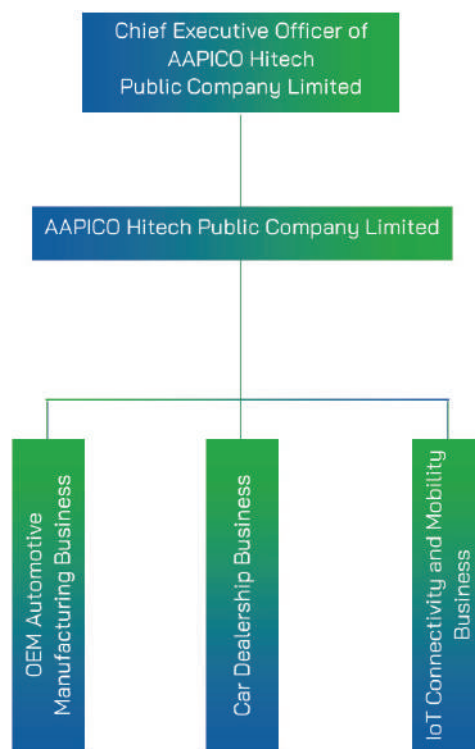 Chief Executive Officer of
AAPICO Hitech
Public Company Limited
AAPICO Hitech Public Company Limited
OEM Automotive
Manufacturing Business
Car Dealership Business
IoT Connectivity and Mobility
Business